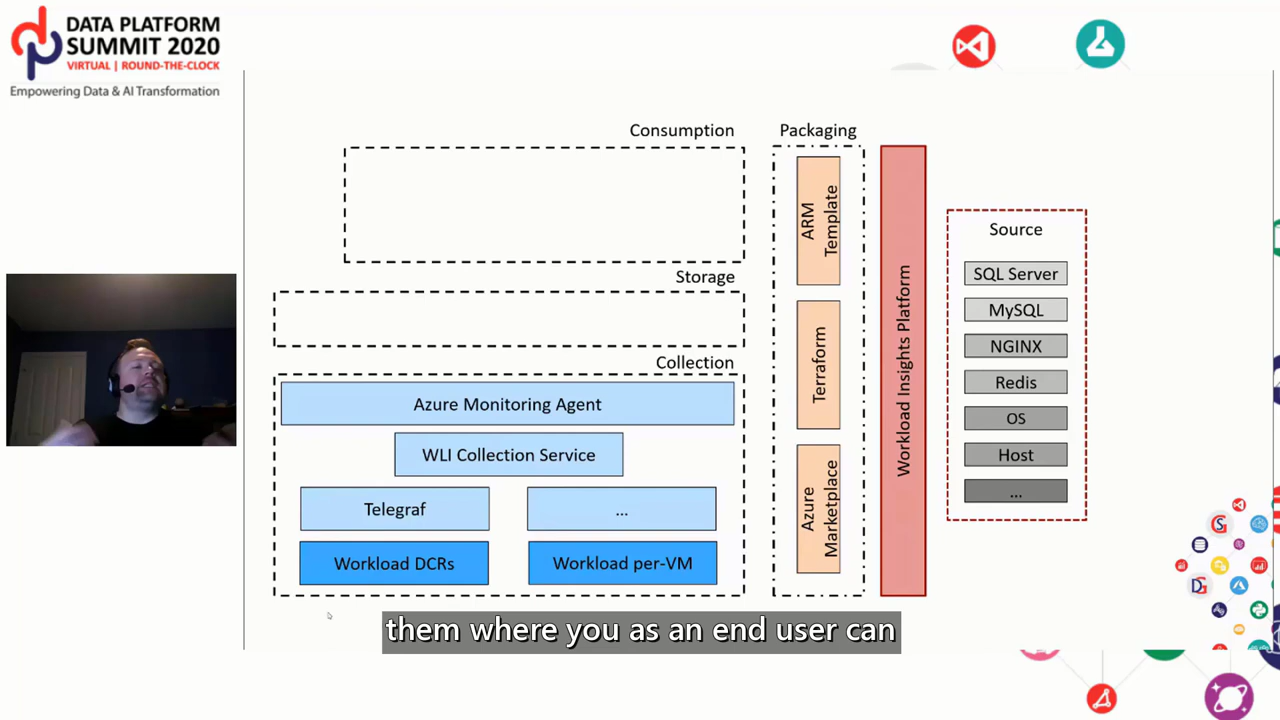 DATA PLATFORM
SUMMIT 2020
VIRTUAL | ROUND-THE-CLOCK
Empowering Data & AI Transformation
Consumption
Storage
Collection
Azure Monitoring Agent
WLI Collection Service
Telegraf
...
Workload DCRs
Workload per-VM
Packaging
ARM
Template
Terraform
Azure
Marketplace
Workload Insights Platform
Source
SQL Server
MySQL
NGINX
Redis
OS
Host
...
them where you as an end user can